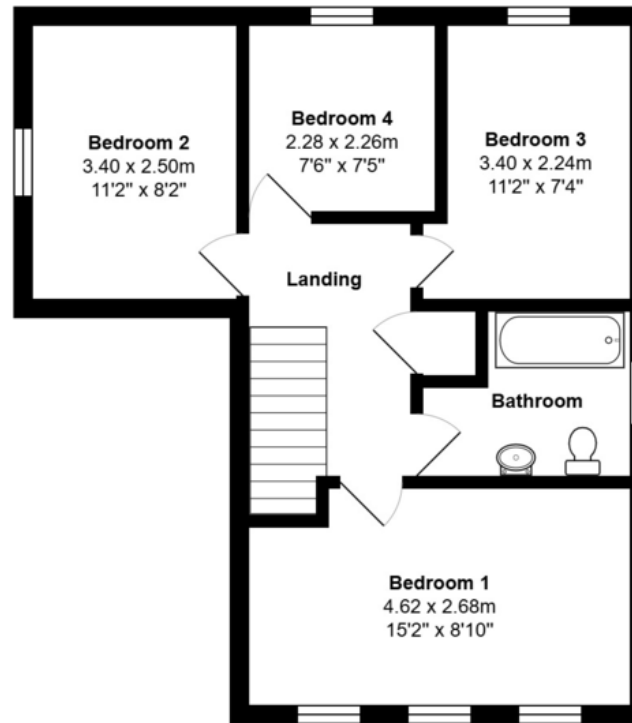 Bedroom 2
3.40 x 2.50m
11'2" x 8'2"
Bedroom 4
2.28 x 2.26m
7'6" x 7'5"
Bedroom 3
3.40 x 2.24m
11'2" x 7'4"
Landing
Bathroom
Bedroom 1
4.62 x 2.68m
15'2" x 8'10"